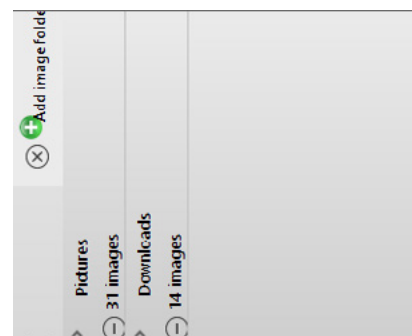 Add image folde
Pictures
31 images
Downloads
14 images